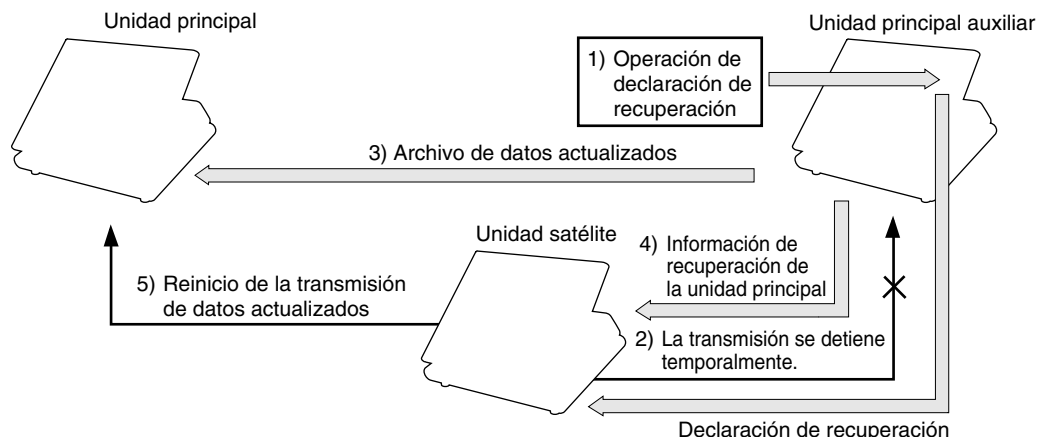 Unidad principal
Unidad principal auxiliar
1) Operación de
declaración de
recuperación
3) Archivo de datos actualizados
Unidad satélite
4) Información de
recuperación de
la unidad principal
5) Reinicio de la transmisión
de datos actualizados
2) La transmisión se detiene
temporalmente.
Declaración de recuperación